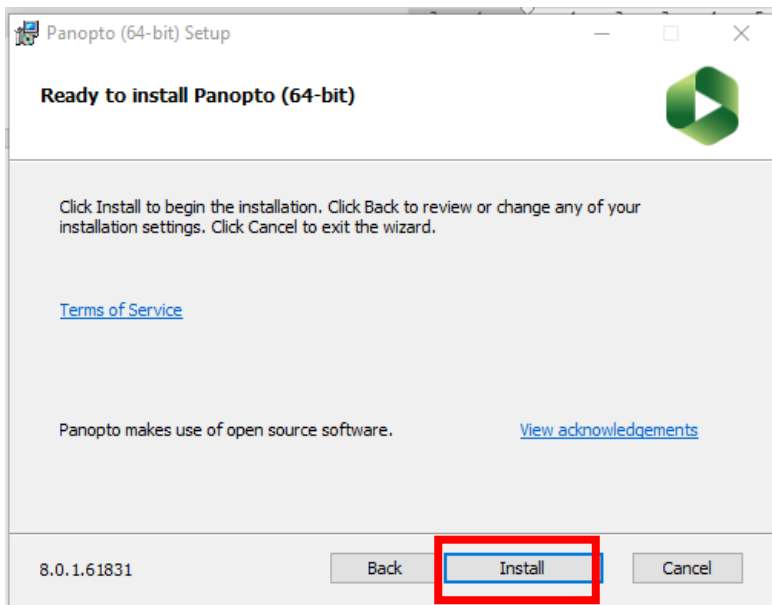 Panopto (64-bit) Setup
Ready to install Panopto (64-bit)
Click Install to begin the installation. Click Back to review or change any of your
installation settings. Click Cancel to exit the wizard.
Terms of Service
Panopto makes use of open source software. View acknowledgements
8.0.1.61831 Back Install Cancel